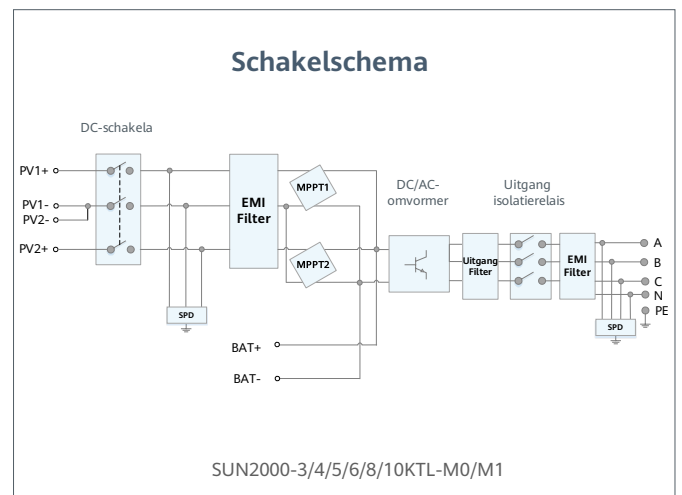 Schakelschema
DC-schakela
PV1+
PV1-
PV2-
PV2+
EMI
Filter
MPPT1
MPPT2
SPD
BAT+
BAT-
DC/AC-
omvormer
Uitgang
Filter
Uitgang
isolatierelais
EMI
Filter
A
B
C
N
PE
SPD
SUN2000-3/4/5/6/8/10KTL-M0/M1